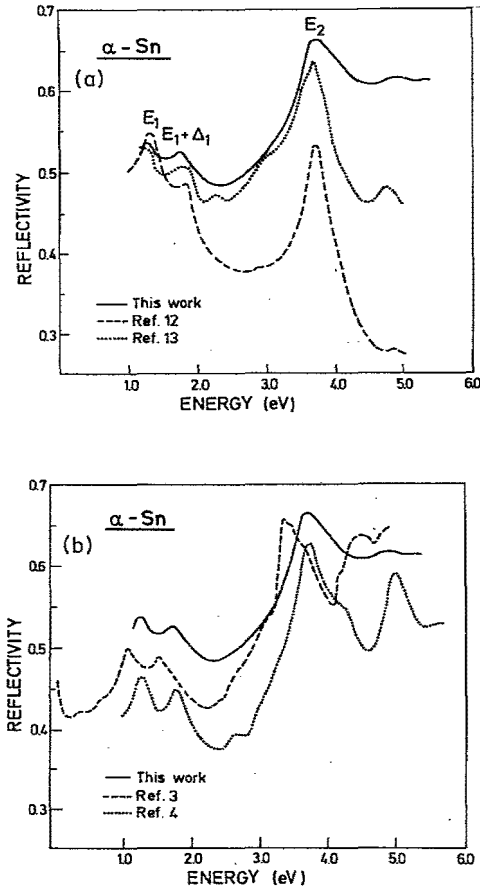 α-Sn
(a)
E₂
E₁
E₁+Δ₁
REFLECTIVITY
0.7
0.6
0.5
0.4
0.3
This work
Ref. 12
Ref. 13
1.0 2.0 3.0 4.0 5.0 6.0
ENERGY (eV)
α-Sn
(b)
REFLECTIVITY
0.7
0.6
0.5
0.4
0.3
This work
Ref. 3
Ref. 4
1.0 2.0 3.0 4.0 5.0 6.0
ENERGY (eV)